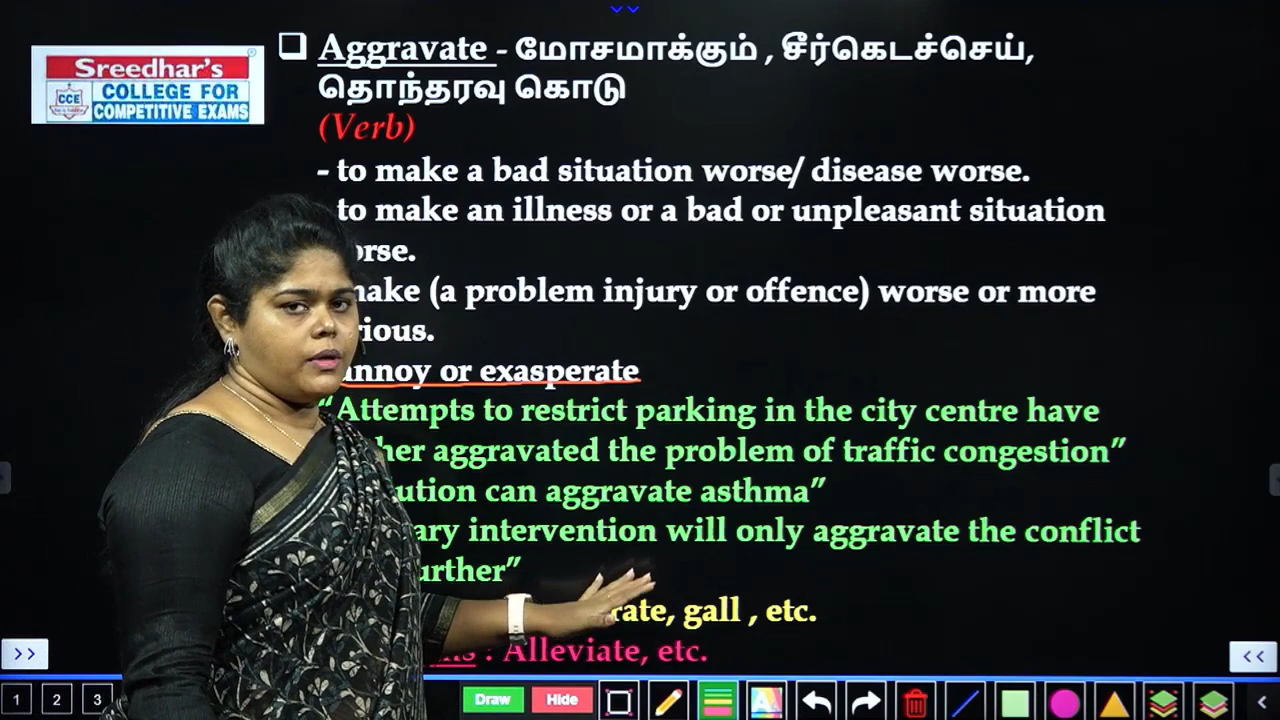 Sreedhar's
CCE
COLLEGE FOR
COMPETITIVE EXAMS
Aggravate - மோசமாக்கும் , சீர்கெடச்செய்,
தொந்தரவு கொடு
(Verb)
- to make a bad situation worse/ disease worse.
to make an illness or a bad or unpleasant situation
orse.
make (a problem injury or offence) worse or more
rious.
annoy or exasperate
"Attempts to restrict parking in the city centre have
her aggravated the problem of traffic congestion"
ution can aggravate asthma"
ary intervention will only aggravate the conflict
urther"
rate, gall , etc.
: Alleviate, etc.
>>
<<
1 2 3 Draw Hide A <